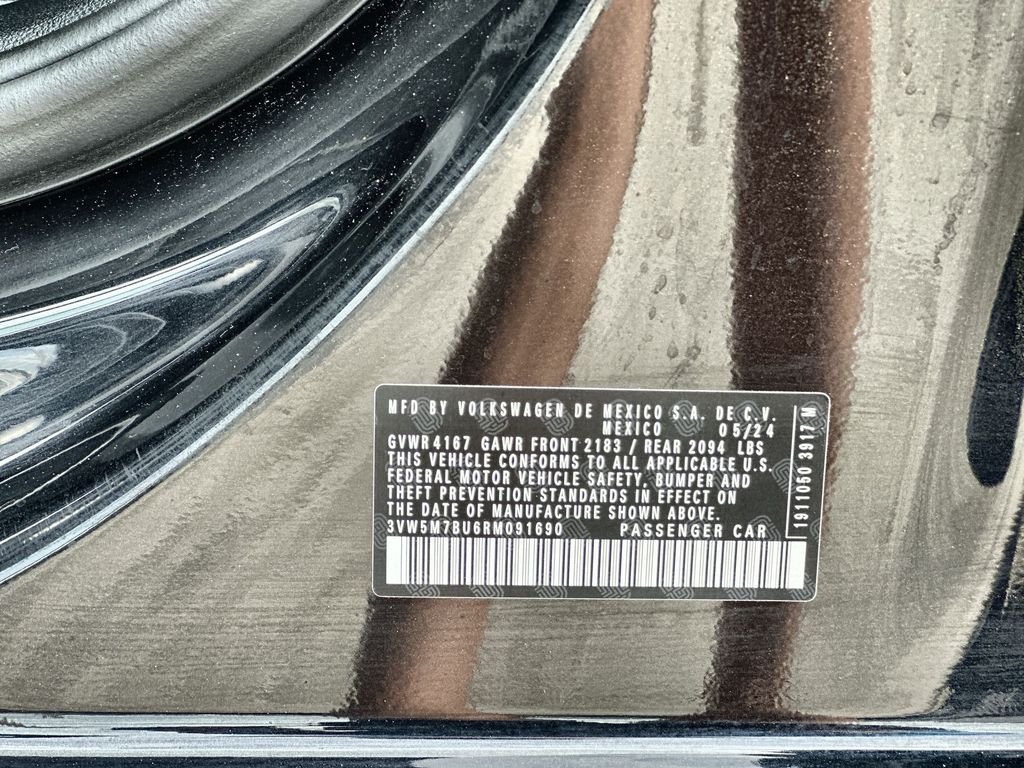 MFD BY VOLKSWAGEN DE MEXICO S.A. DE C.V.
MEXICO 05/24
GVWR 4167 GAWR FRONT 2183 / REAR 2094 LBS
THIS VEHICLE CONFORMS TO ALL APPLICABLE U.S.
FEDERAL MOTOR VEHICLE SAFETY, BUMPER AND
THEFT PREVENTION STANDARDS IN EFFECT ON
THE DATE OF MANUFACTURE SHOWN ABOVE.
3VW5M7BU6RM091690 PASSENGER CAR
1911060 3917 M